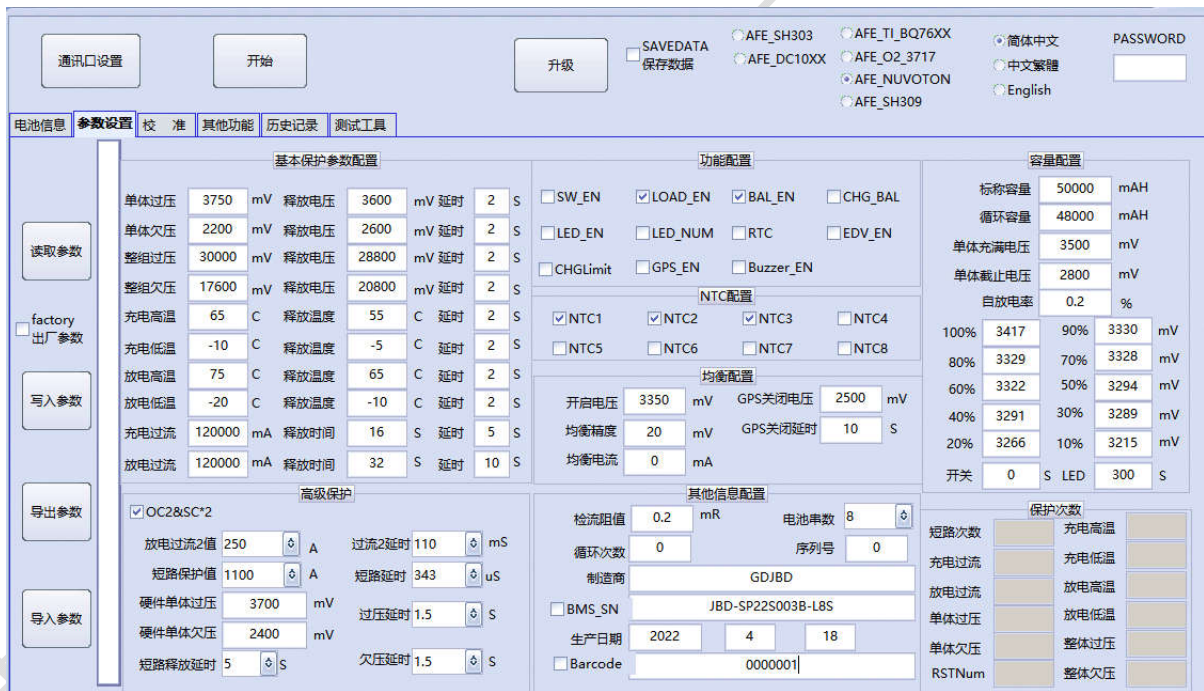 通讯口设置
开始
升级
SAVEDATA
保存数据
AFE_SH303
AFE_DC10XX
AFE_TI_BQ76XX
AFE_O2_3717
AFE_NUVOTON
AFE_SH309
简体中文
中文繁體
English
PASSWORD
电池信息 参数设置 校 准 其他功能 历史记录 测试工具
读取参数
factory
出厂参数
写入参数
导出参数
导入参数
基本保护参数配置
单体过压 3750 mV 释放电压 3600 mV 延时 2 S
单体欠压 2200 mV 释放电压 2600 mV 延时 2 S
整组过压 30000 mV 释放电压 28800 mV 延时 2 S
整组欠压 17600 mV 释放电压 20800 mV 延时 2 S
充电高温 65 C 释放温度 55 C 延时 2 S
充电低温 -10 C 释放温度 -5 C 延时 2 S
放电高温 75 C 释放温度 65 C 延时 2 S
放电低温 -20 C 释放温度 -10 C 延时 2 S
充电过流 120000 mA 释放时间 16 S 延时 5 S
放电过流 120000 mA 释放时间 32 S 延时 10 S
高级保护
OC2&SC*2
放电过流2值 250 A 过流2延时 110 mS
短路保护值 1100 A 短路延时 343 uS
硬件单体过压 3700 mV 过压延时 1.5 S
硬件单体欠压 2400 mV
短路释放延时 5 S 欠压延时 1.5 S
功能配置
SW_EN LOAD_EN BAL_EN CHG_BAL
LED_EN LED_NUM RTC EDV_EN
CHGLimit GPS_EN Buzzer_EN
NTC配置
NTC1 NTC2 NTC3 NTC4
NTC5 NTC6 NTC7 NTC8
均衡配置
开启电压 3350 mV GPS关闭电压 2500 mV
均衡精度 20 mV GPS关闭延时 10 S
均衡电流 0 mA
其他信息配置
检流阻值 0.2 mR 电池串数 8
循环次数 0 序列号 0
制造商 GDJBD
BMS_SN JBD-SP22S003B-L8S
生产日期 2022 4 18
Barcode 0000001
容量配置
标称容量 50000 mAH
循环容量 48000 mAH
单体充满电压 3500 mV
单体截止电压 2800 mV
自放电率 0.2 %
100% 3417 90% 3330 mV
80% 3329 70% 3328 mV
60% 3322 50% 3294 mV
40% 3291 30% 3289 mV
20% 3266 10% 3215 mV
开关 0 S LED 300 S
保护次数
短路次数 充电高温
充电过流 充电低温
放电过流 放电高温
单体过压 放电低温
单体欠压 整体过压
RSTNum 整体欠压